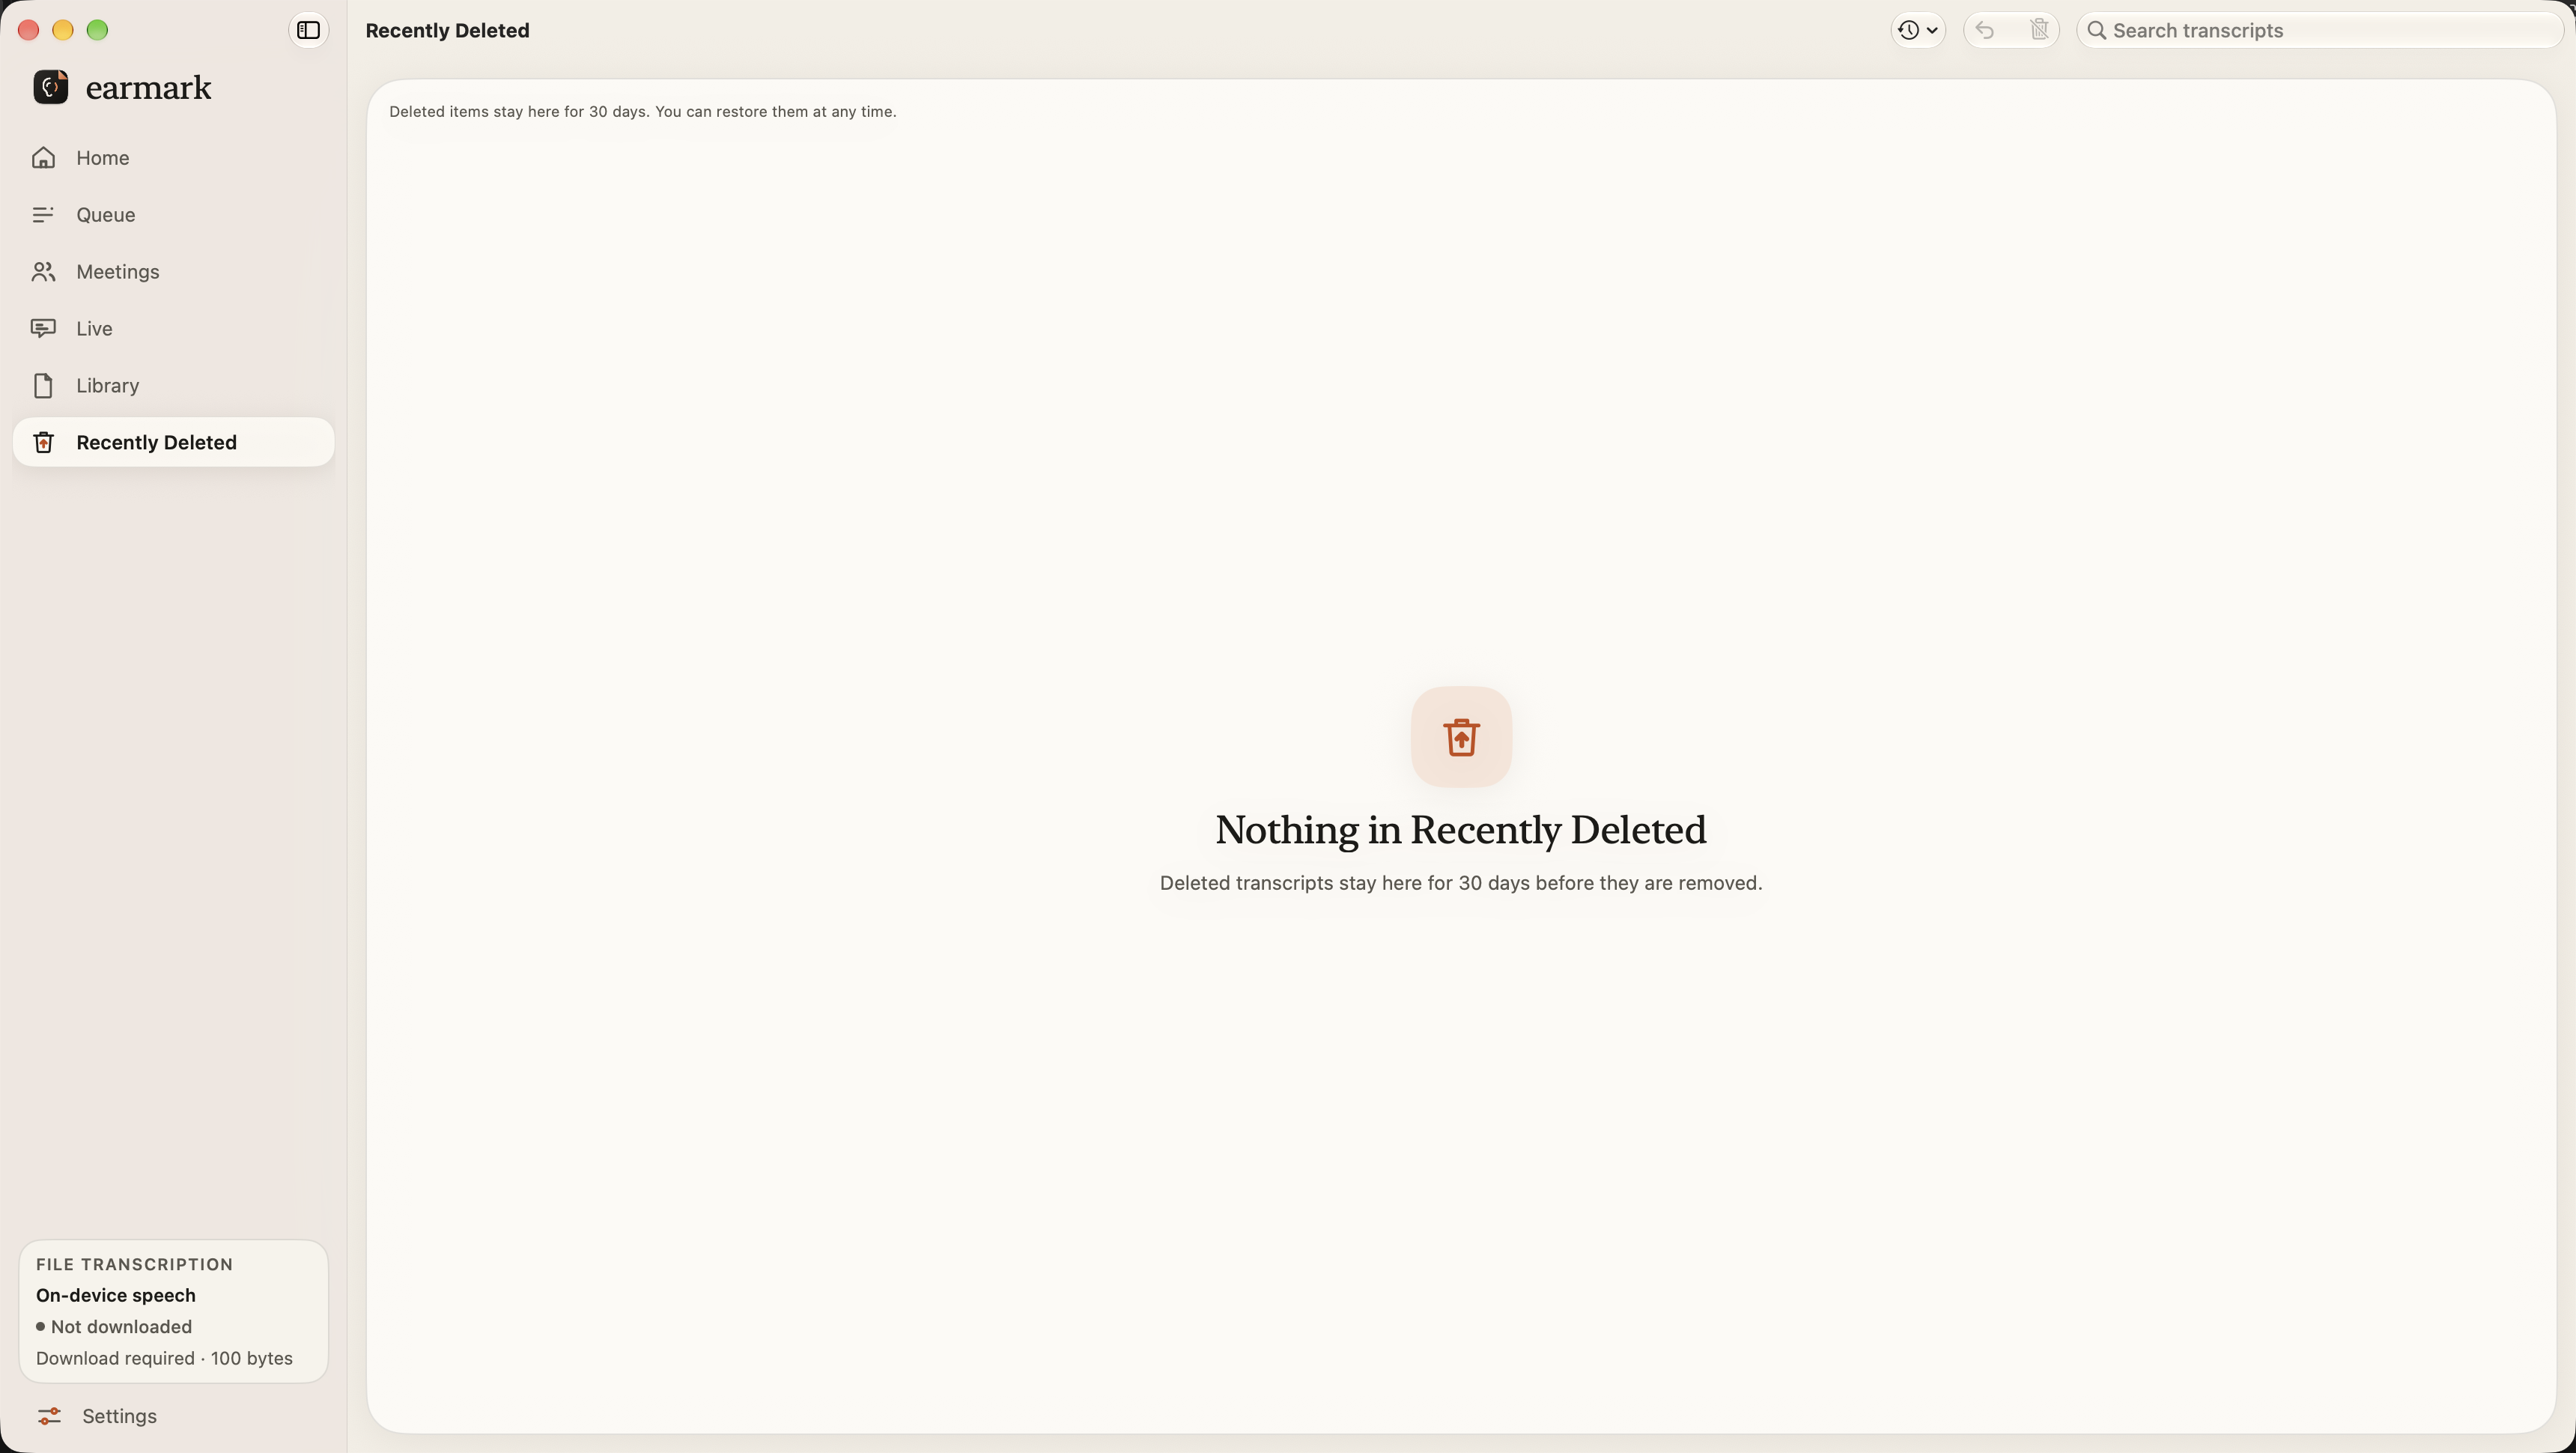 Recently Deleted
Search transcripts
earmark
Home
Queue
Meetings
Live
Library
Recently Deleted
Deleted items stay here for 30 days. You can restore them at any time.
Nothing in Recently Deleted
Deleted transcripts stay here for 30 days before they are removed.
FILE TRANSCRIPTION
On-device speech
Not downloaded
Download required · 100 bytes
Settings